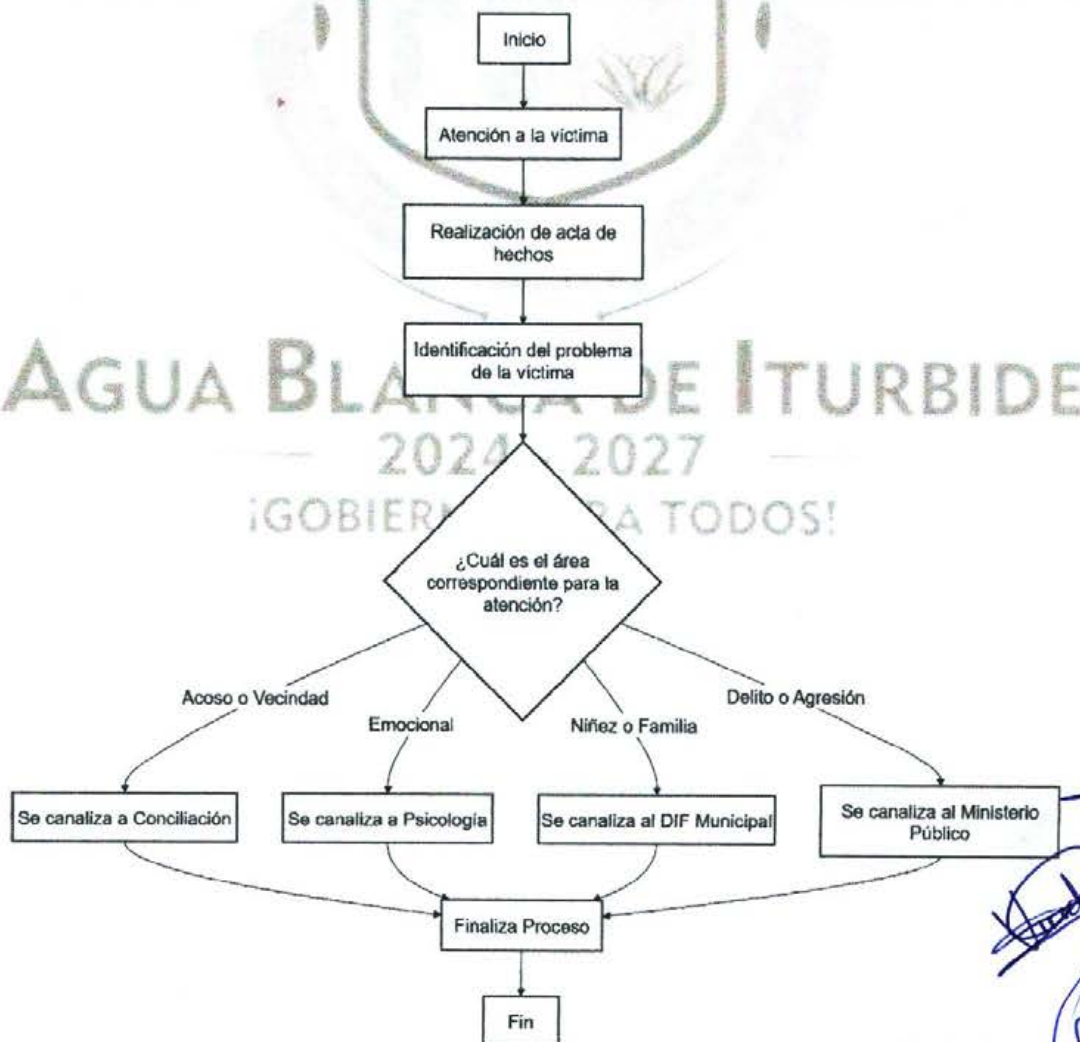 Inicio
Atención a la víctima
Realización de acta de
hechos
Identificación del problema
de la víctima
AGUA BLANCA DE ITURBIDE
2024 2027
¡GOBIER RA TODOS!
¿Cuál es el área
correspondiente para la
atención?
Acoso o Vecindad
Emocional
Niñez o Familia
Delito o Agresión
Se canaliza a Conciliación
Se canaliza a Psicología
Se canaliza al DIF Municipal
Se canaliza al Ministerio
Público
Finaliza Proceso
Fin